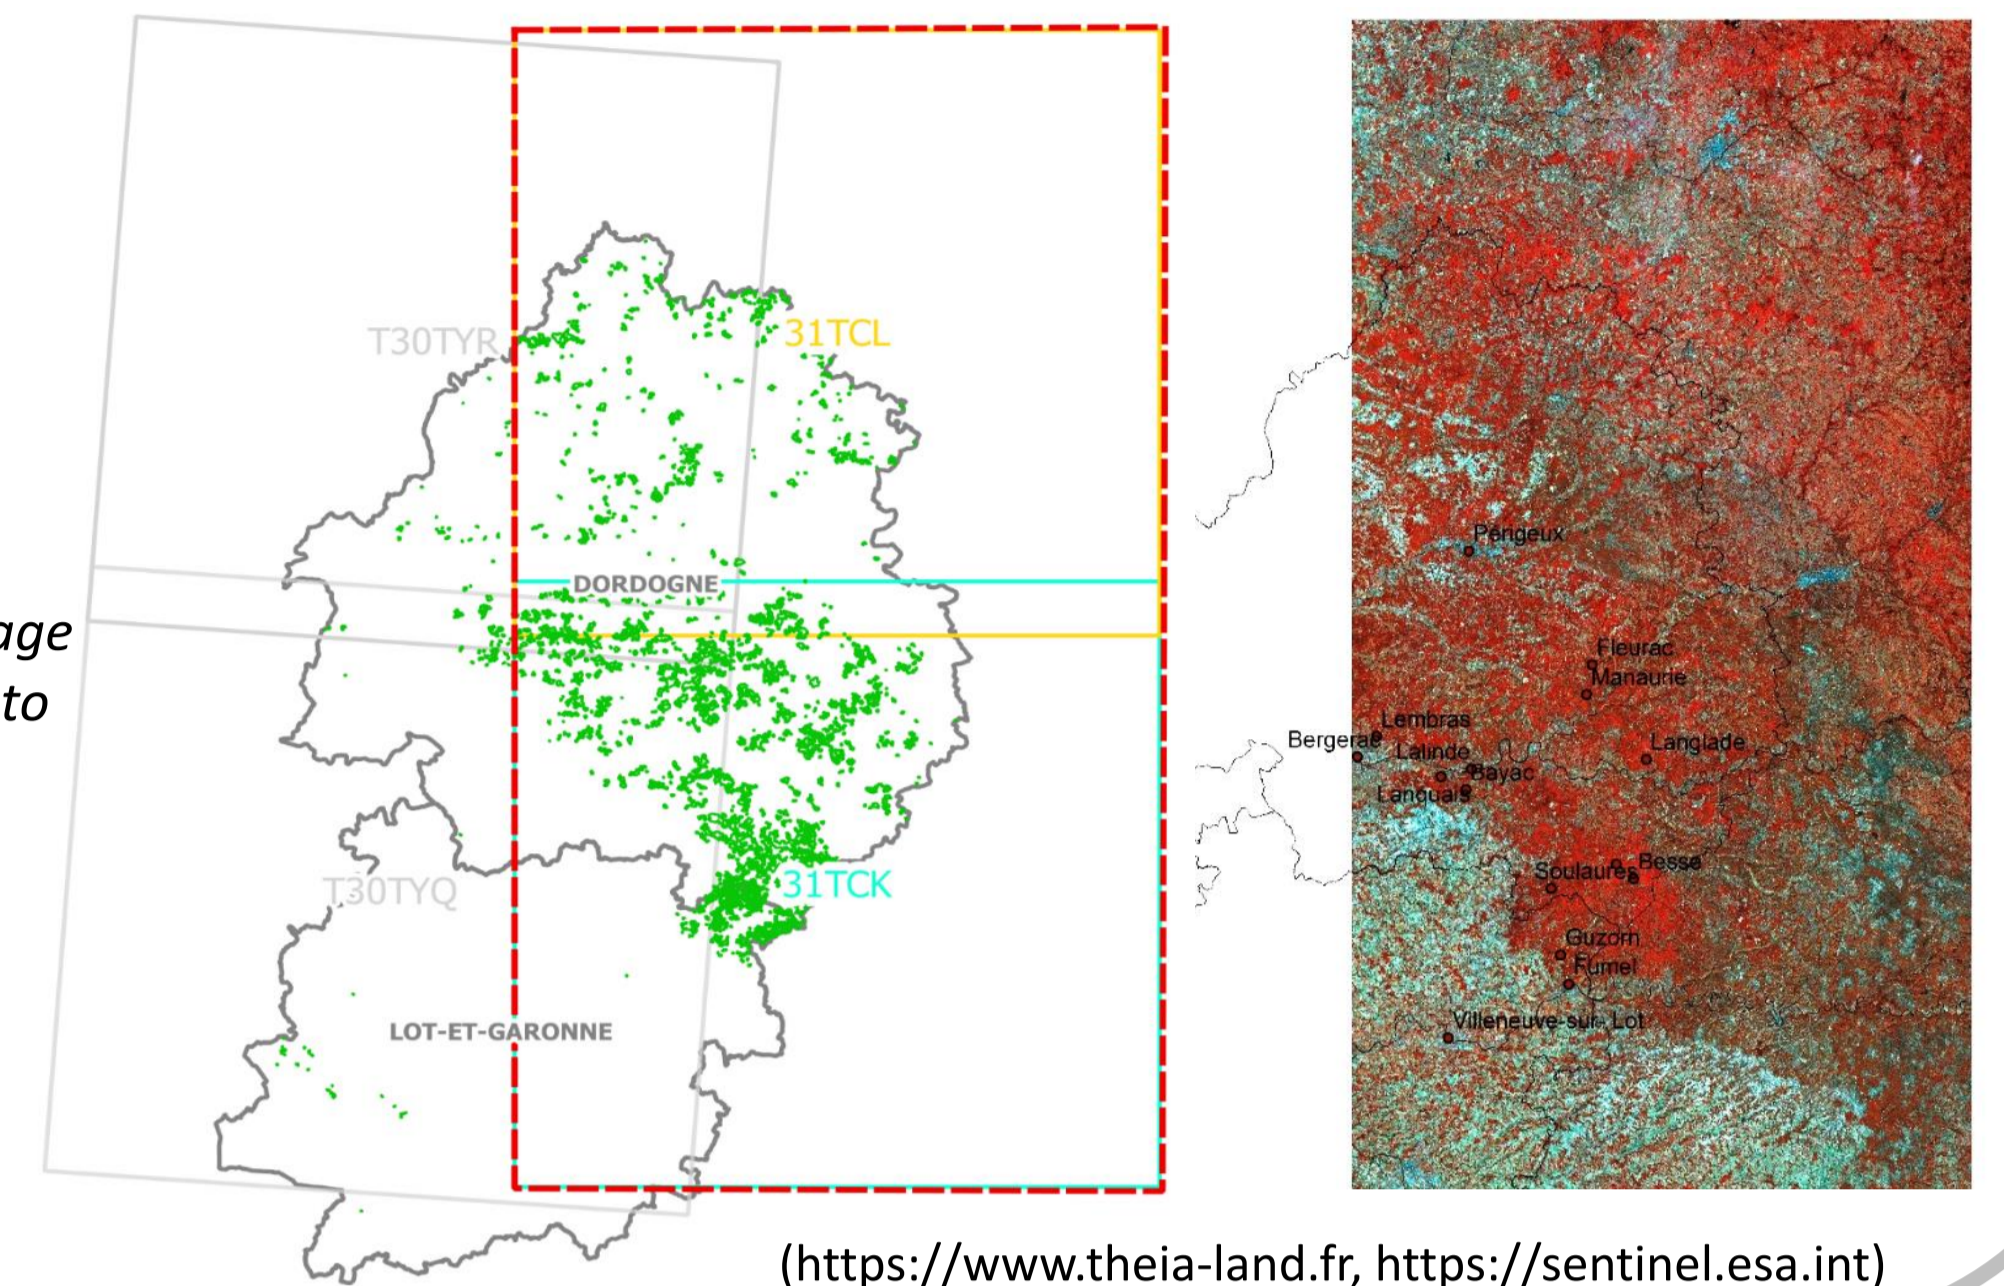 age
to
T30TYR
31TCL
DORDOGNE
T30TYQ
31TCK
LOT-ET-GARONNE
Périgeux
Fleurac
Manaurie
Lembras
Bergerac
Lalinde
Langlade
Bayac
Lanquais
Soulaures
Besse
Guzorn
Fumel
Villeneuve-sur- Lot
(https://www.theia-land.fr, https://sentinel.esa.int)